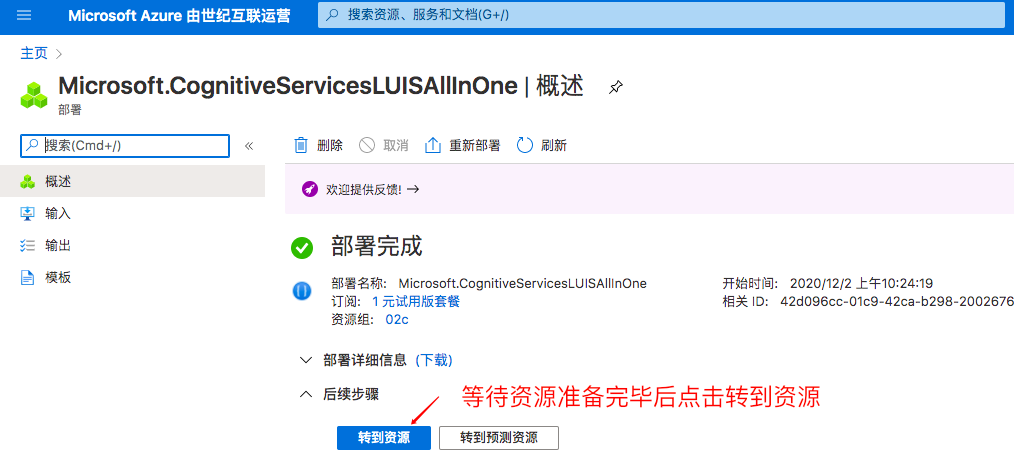 Microsoft Azure 由世纪互联运营
搜索资源、服务和文档(G+/)
主页
Microsoft.CognitiveServicesLUISAllInOne | 概述
部署
搜索(Cmd+/)
«
删除
取消
重新部署
刷新
概述
输入
输出
模板
欢迎提供反馈! →
部署完成
部署名称: Microsoft.CognitiveServicesLUISAllInOne
开始时间: 2020/12/2 上午10:24:19
订阅: 1 元试用版套餐
相关 ID: 42d096cc-01c9-42ca-b298-2002676
资源组: 02c
部署详细信息 (下载)
后续步骤
等待资源准备完毕后点击转到资源
转到资源
转到预测资源